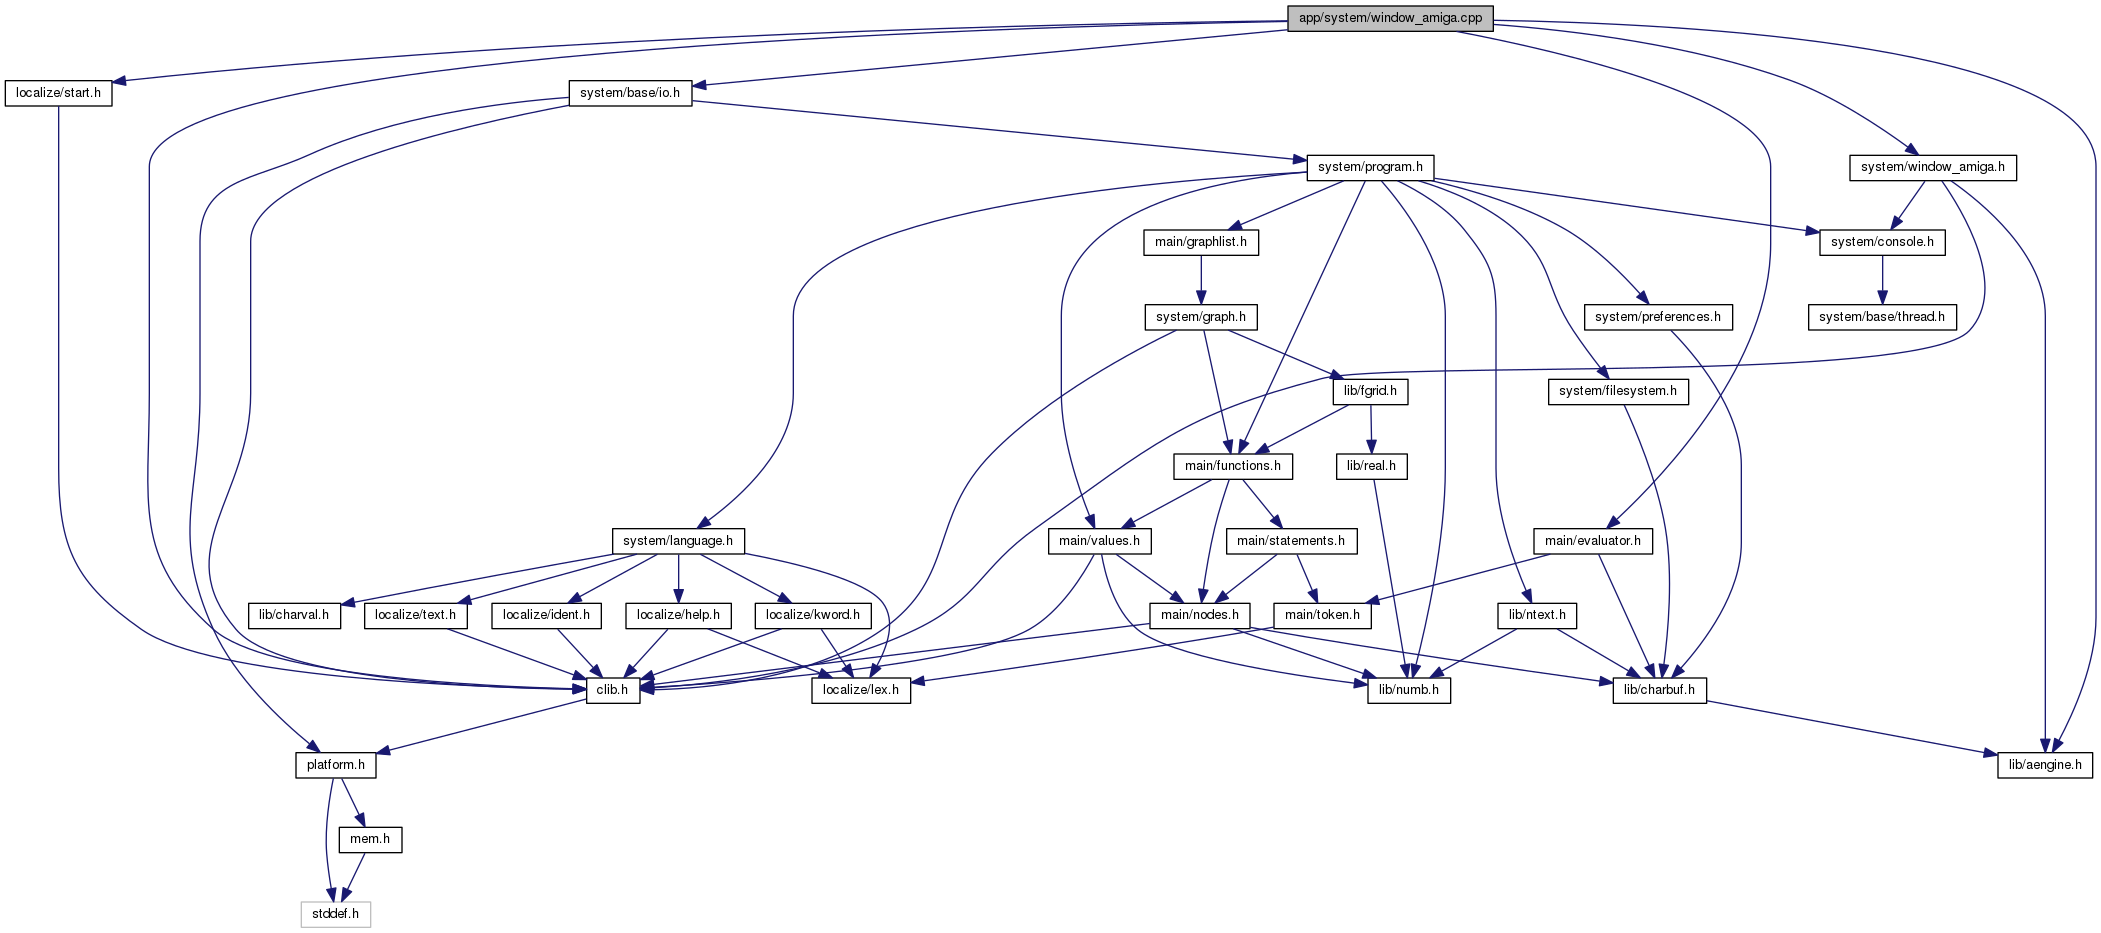 app/system/window_amiga.cpp
localize/start.h
system/base/io.h
system/program.h
system/window_amiga.h
main/graphlist.h
system/console.h
system/graph.h
system/preferences.h
system/base/thread.h
lib/fgrid.h
system/filesystem.h
main/functions.h
lib/real.h
system/language.h
main/values.h
main/statements.h
main/evaluator.h
lib/charval.h
localize/text.h
localize/ident.h
localize/help.h
localize/kword.h
main/nodes.h
main/token.h
lib/ntext.h
clib.h
localize/lex.h
lib/numb.h
lib/charbuf.h
platform.h
lib/aengine.h
mem.h
stddef.h